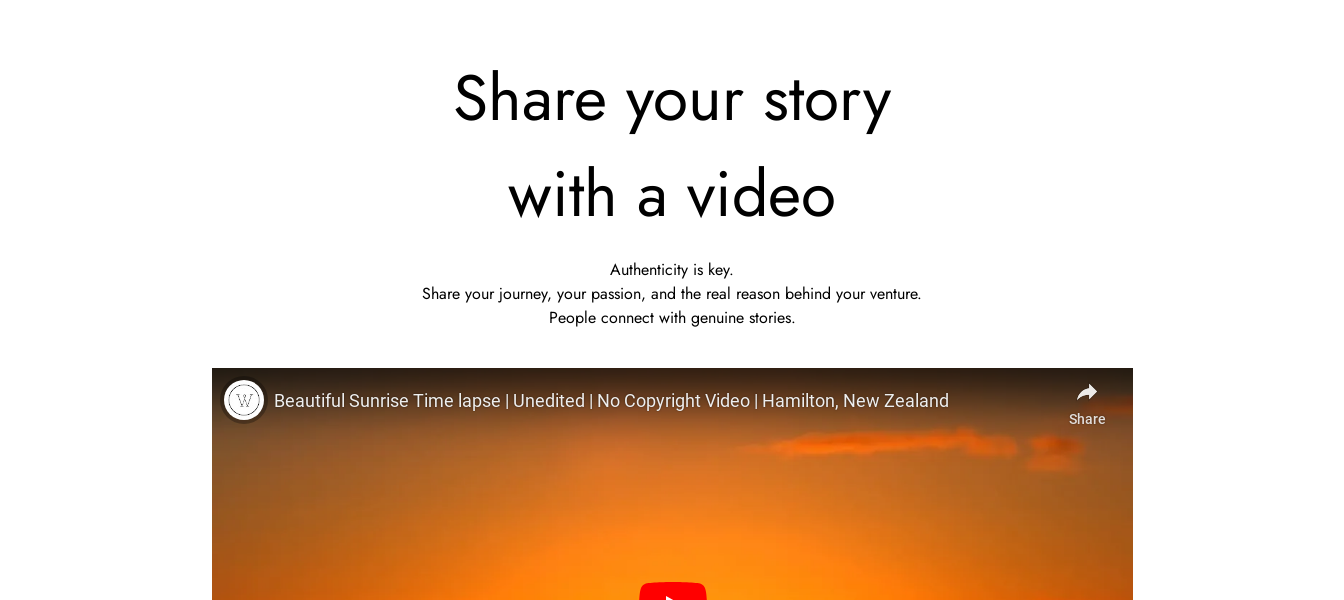 Share your story
with a video
Authenticity is key.
Share your journey, your passion, and the real reason behind your venture.
People connect with genuine stories.
W
Beautiful Sunrise Time lapse | Unedited | No Copyright Video | Hamilton, New Zealand
Share